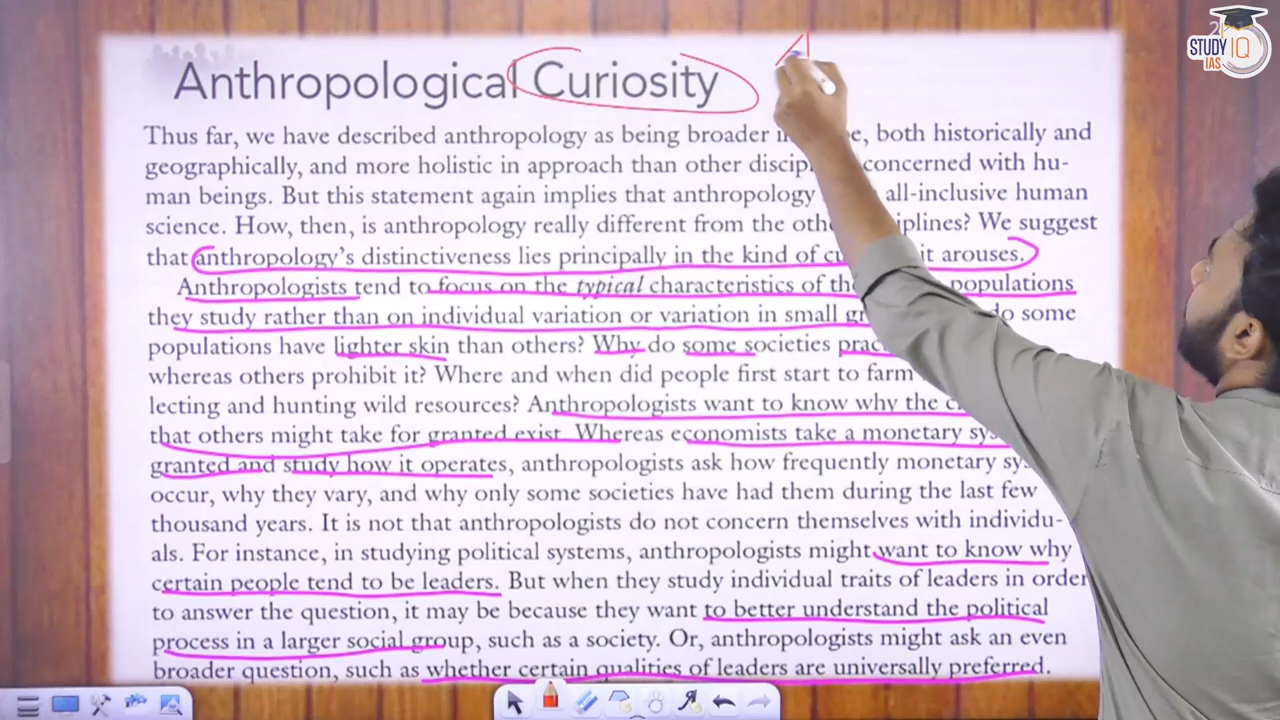 STUDY IQ
IAS
Anthropological Curiosity
Thus far, we have described anthropology as being broader in, both historically and
geographically, and more holistic in approach than other concerned with hu-
man beings. But this statement again implies that anthropology all-inclusive human
science. How, then, is anthropology really different from the We suggest
that anthropology's distinctiveness lies principally in the kind of it arouses.
Anthropologists tend to focus on the typical characteristics of populations
they study rather than on individual variation or variation in small do some
populations have lighter skin than others? Why do some societies
whereas others prohibit it? Where and when did people first start to farm
lecting and hunting wild resources? Anthropologists want to know why the
that others might take for granted exist. Whereas economists take a monetary
granted and study how it operates, anthropologists ask how frequently monetary
occur, why they vary, and why only some societies have had them during the last few
thousand years. It is not that anthropologists do not concern themselves with individu-
als. For instance, in studying political systems, anthropologists might want to know why
certain people tend to be leaders. But when they study individual traits of leaders in order
to answer the question, it may be because they want to better understand the political
process in a larger social group, such as a society. Or, anthropologists might ask an even
broader question, such as whether certain qualities of leaders are universally preferred.